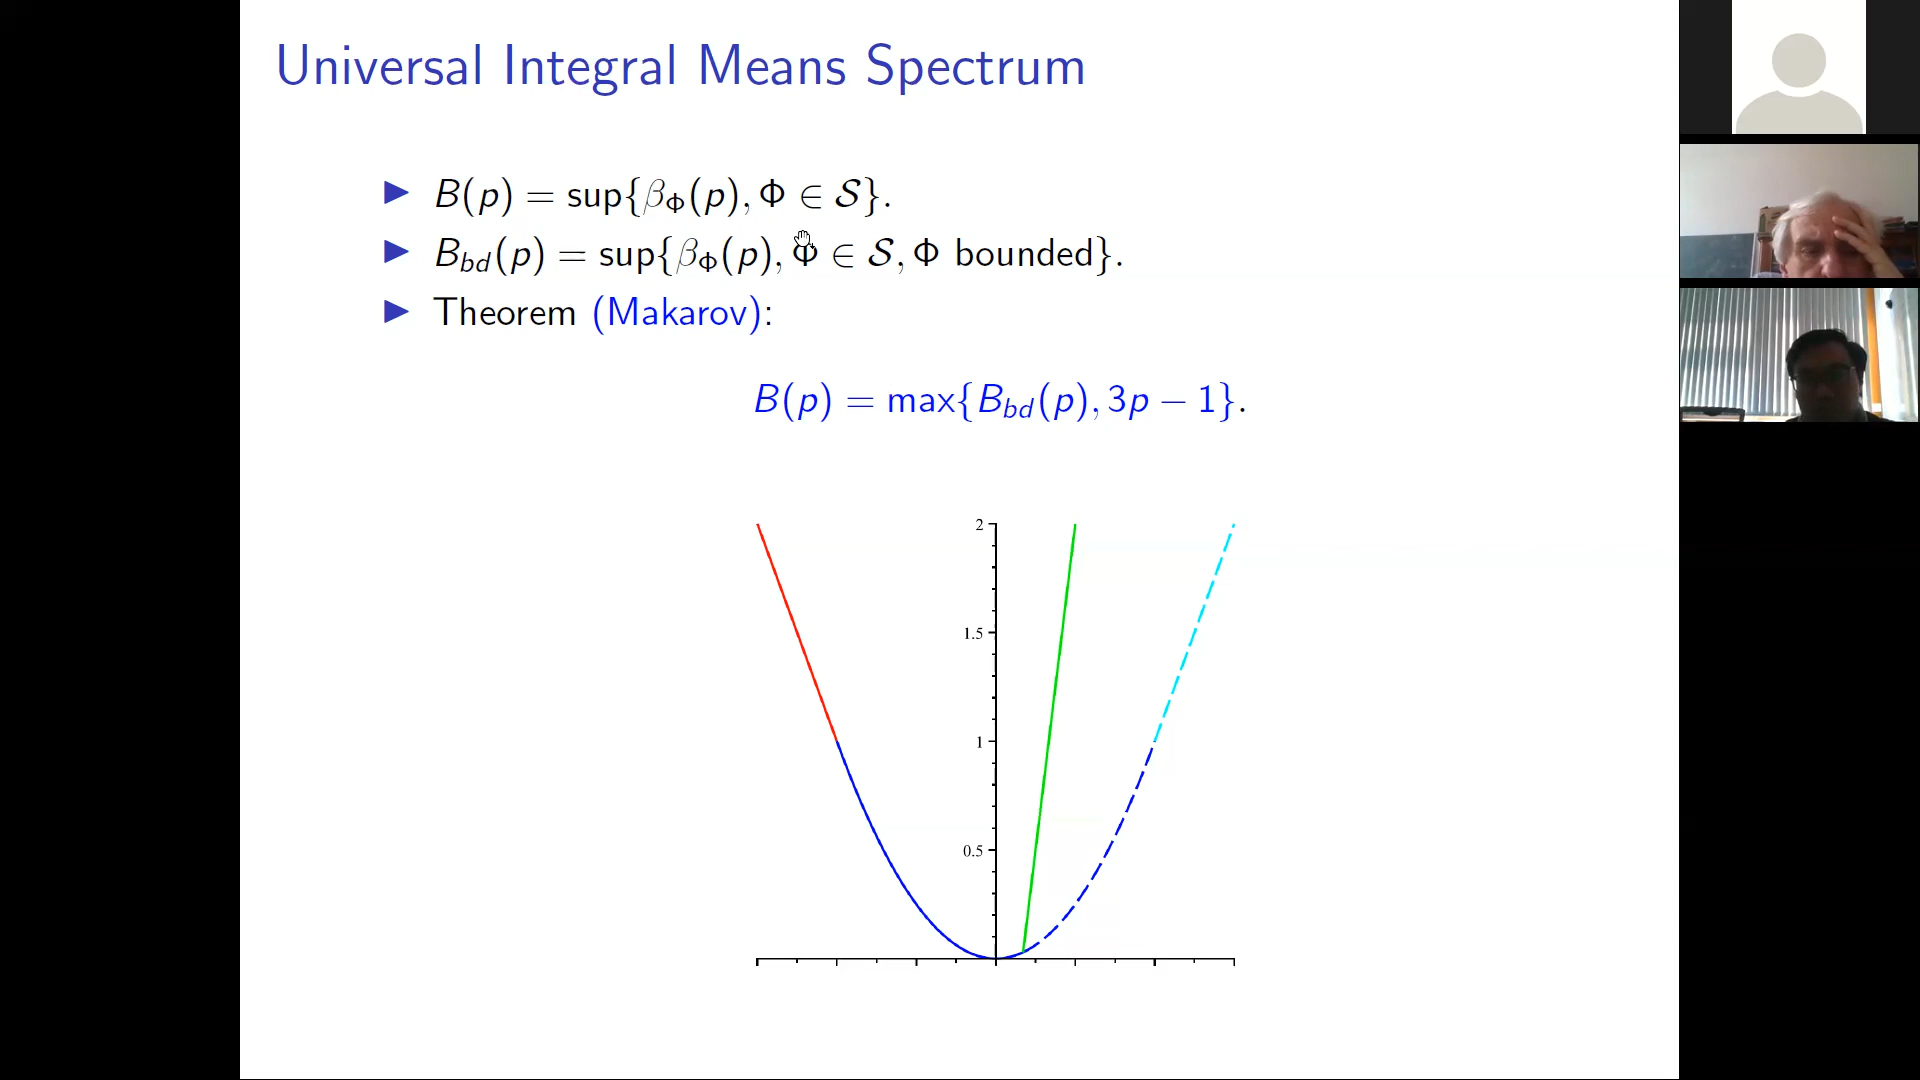 Universal Integral Means Spectrum
B(p) = sup{β_Φ(p), Φ ∈ 𝒮}.
B_bd(p) = sup{β_Φ(p), Φ ∈ 𝒮, Φ bounded}.
Theorem (Makarov):
B(p) = max{B_bd(p), 3p − 1}.
2
1.5
1
0.5